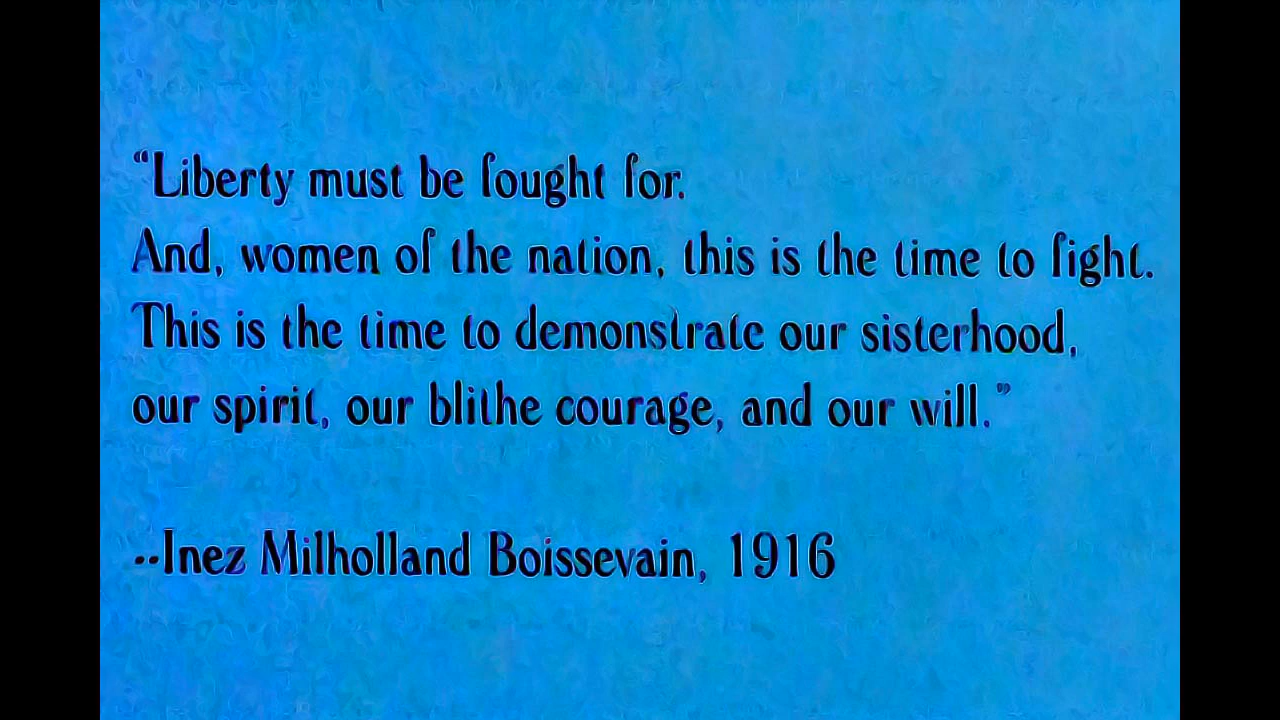 “Liberty must be fought for.
And, women of the nation, this is the time to fight.
This is the time to demonstrate our sisterhood,
our spirit, our blithe courage, and our will.”
--Inez Milholland Boissevain, 1916